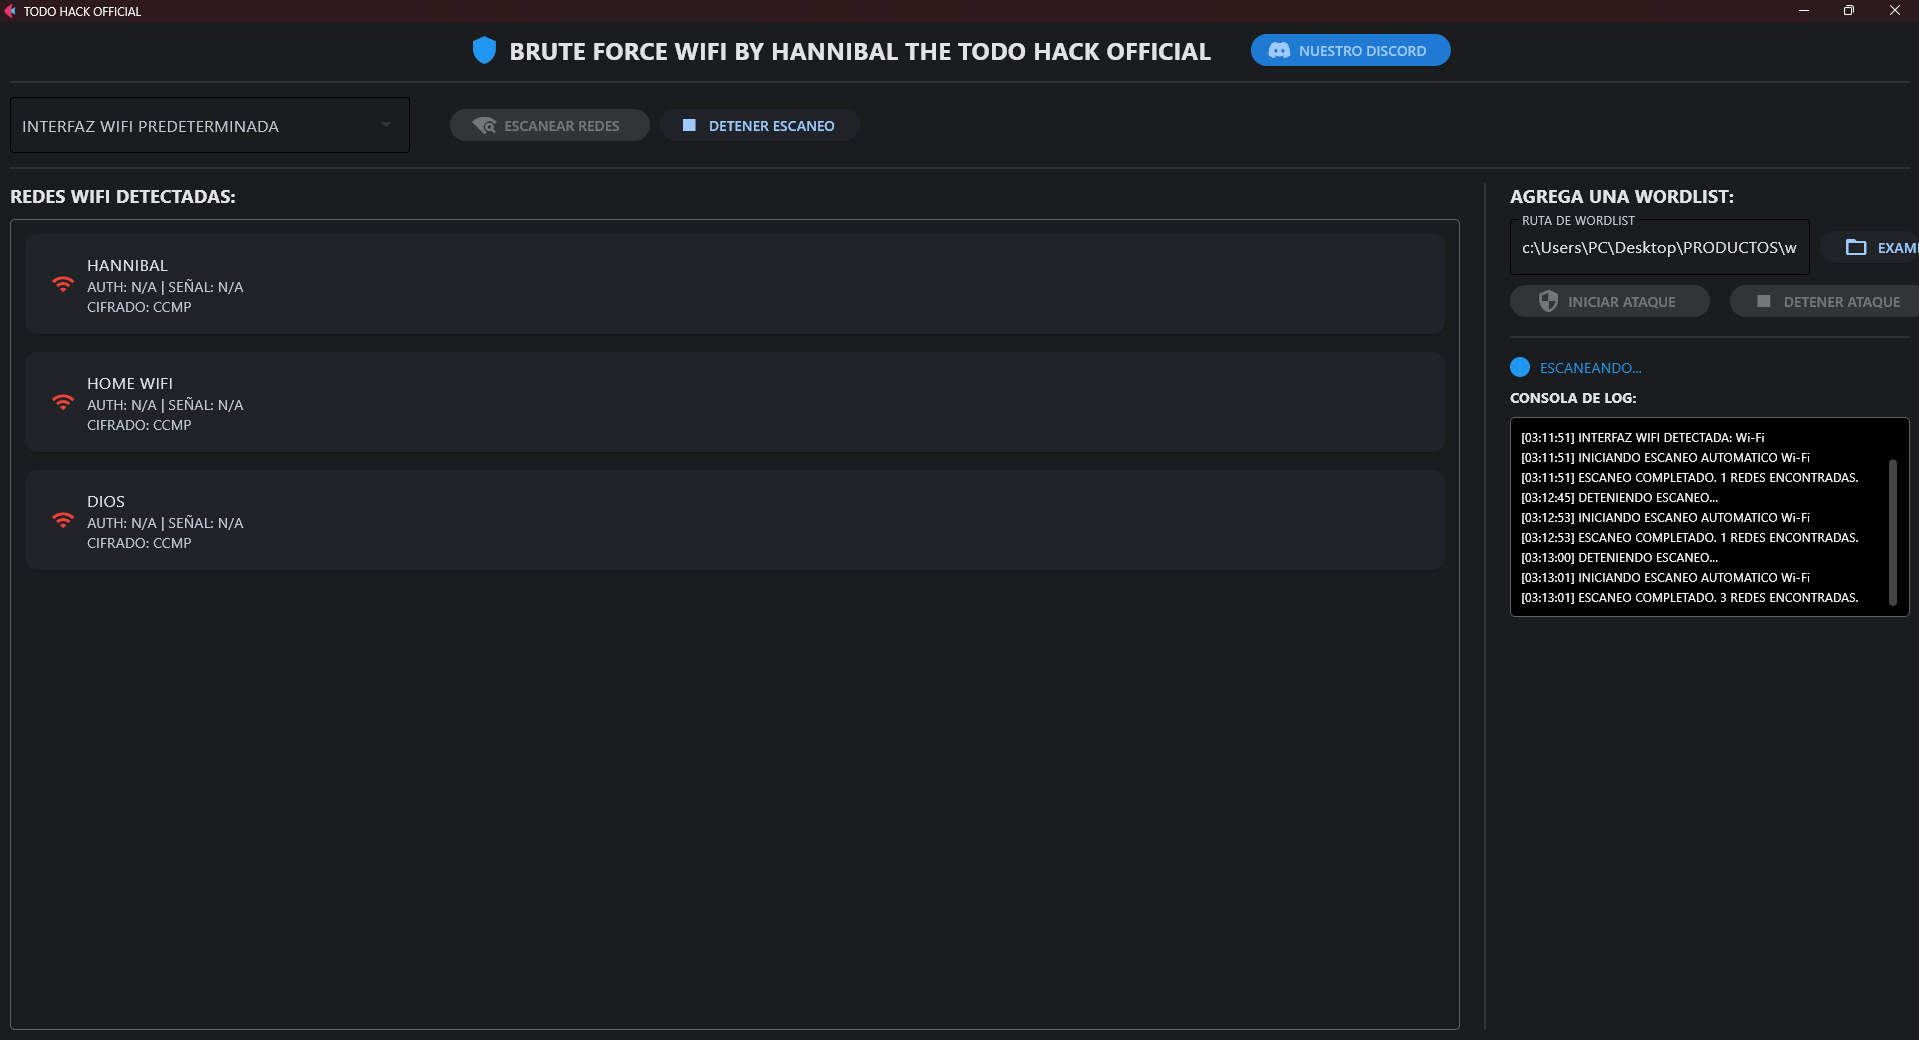 TODO HACK OFFICIAL
BRUTE FORCE WIFI BY HANNIBAL THE TODO HACK OFFICIAL
NUESTRO DISCORD
INTERFAZ WIFI PREDETERMINADA
ESCANEAR REDES
DETENER ESCANEO
REDES WIFI DETECTADAS:
HANNIBAL
AUTH: N/A | SEÑAL: N/A
CIFRADO: CCMP
HOME WIFI
AUTH: N/A | SEÑAL: N/A
CIFRADO: CCMP
DIOS
AUTH: N/A | SEÑAL: N/A
CIFRADO: CCMP
AGREGA UNA WORDLIST:
RUTA DE WORDLIST
c:\Users\PC\Desktop\PRODUCTOS\w
EXAMI
INICIAR ATAQUE
DETENER ATAQUE
ESCANEANDO...
CONSOLA DE LOG:
[03:11:51] INTERFAZ WIFI DETECTADA: Wi-Fi
[03:11:51] INICIANDO ESCANEO AUTOMATICO Wi-Fi
[03:11:51] ESCANEO COMPLETADO. 1 REDES ENCONTRADAS.
[03:12:45] DETENIENDO ESCANEO...
[03:12:53] INICIANDO ESCANEO AUTOMATICO Wi-Fi
[03:12:53] ESCANEO COMPLETADO. 1 REDES ENCONTRADAS.
[03:13:00] DETENIENDO ESCANEO...
[03:13:01] INICIANDO ESCANEO AUTOMATICO Wi-Fi
[03:13:01] ESCANEO COMPLETADO. 3 REDES ENCONTRADAS.